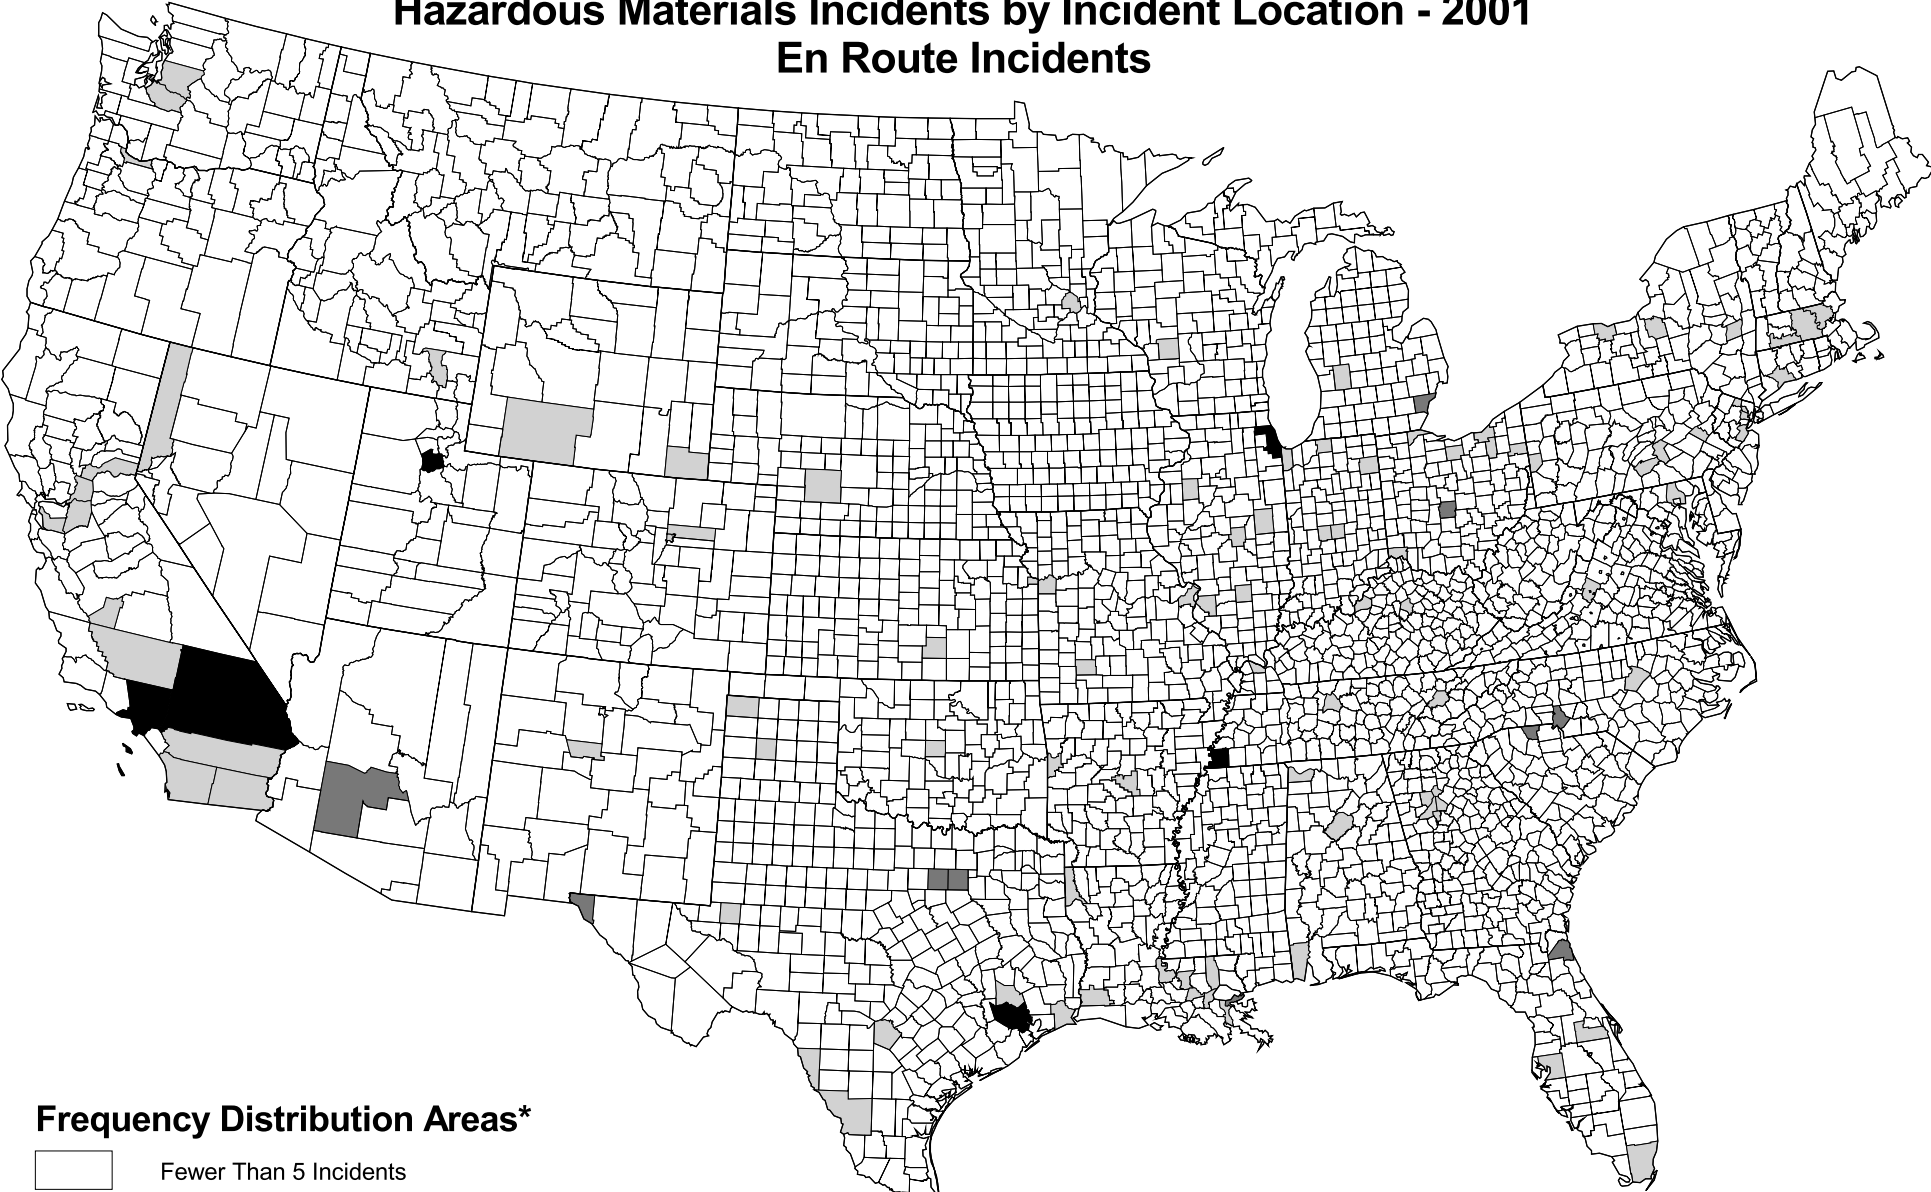 Hazardous Materials Incidents by Incident Location - 2001
En Route Incidents
Frequency Distribution Areas*
Fewer Than 5 Incidents